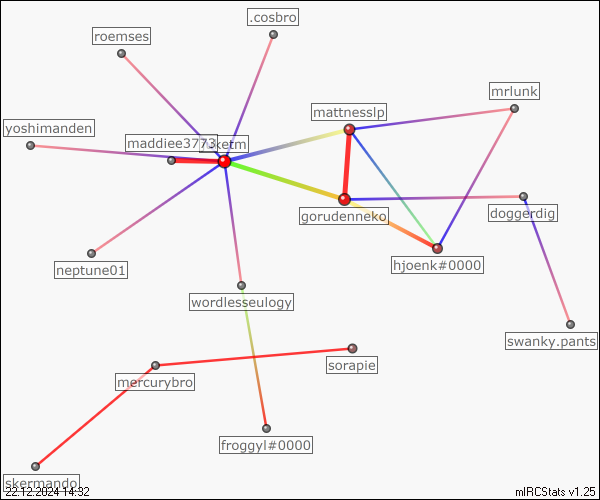 .cosbro
roemses
mrlunk
mattnesslp
yoshimanden
maddiee3773
gorudenneko
doggerdig
neptune01
hjoenk#0000
wordlesseulogy
swanky.pants
sorapie
mercurybro
froggyl#0000
skermando
22.12.2024 14:32
mIRCStats v1.25